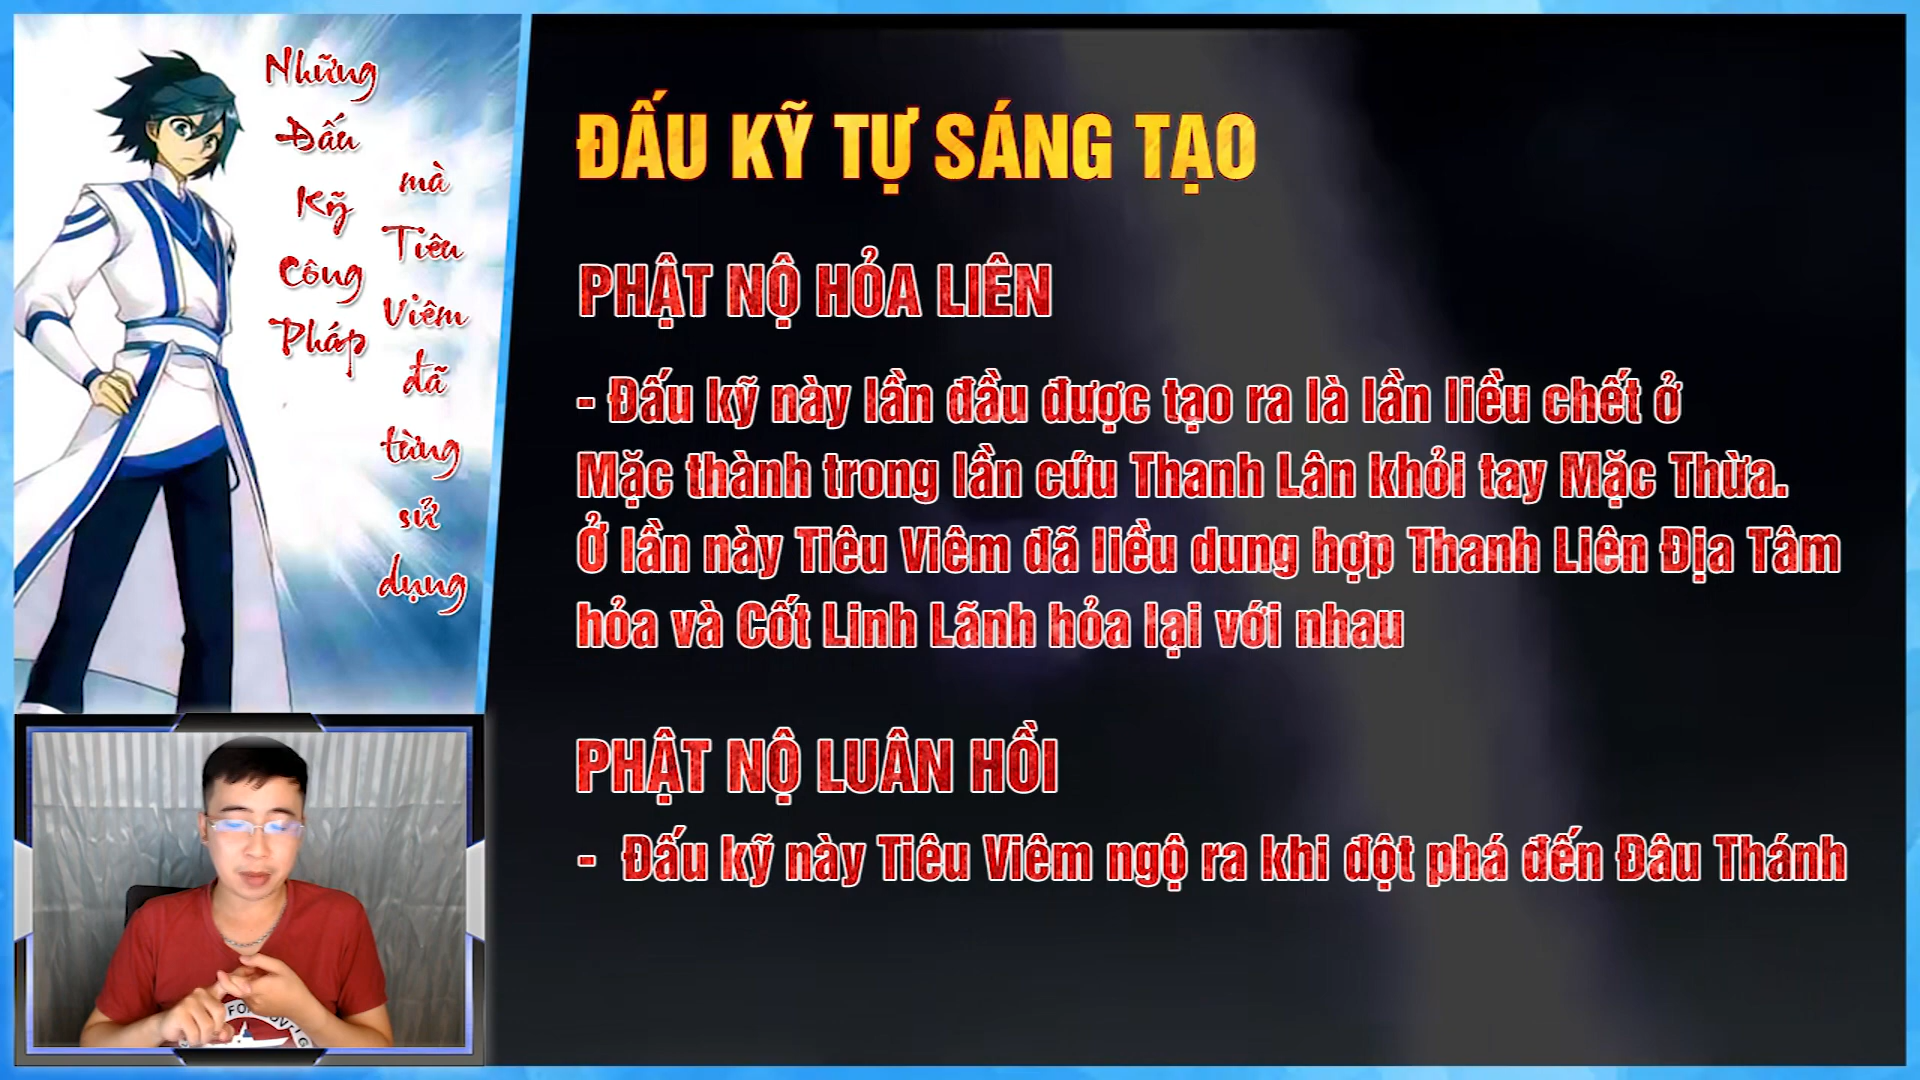 Những
Đấu
Kỹ
Công
Pháp
mà
Tiêu
Viêm
đã
từng
sử
dụng
ĐẤU KỸ TỰ SÁNG TẠO
PHẬT NỘ HỎA LIÊN
- Đấu kỹ này lần đầu được tạo ra là lần liều chết ở
Mặc thành trong lần cứu Thanh Lân khỏi tay Mặc Thừa.
Ở lần này Tiêu Viêm đã liều dung hợp Thanh Liên Địa Tâm
hỏa và Cốt Linh Lãnh hỏa lại với nhau
PHẬT NỘ LUÂN HỒI
- Đấu kỹ này Tiêu Viêm ngộ ra khi đột phá đến Đâu Thánh